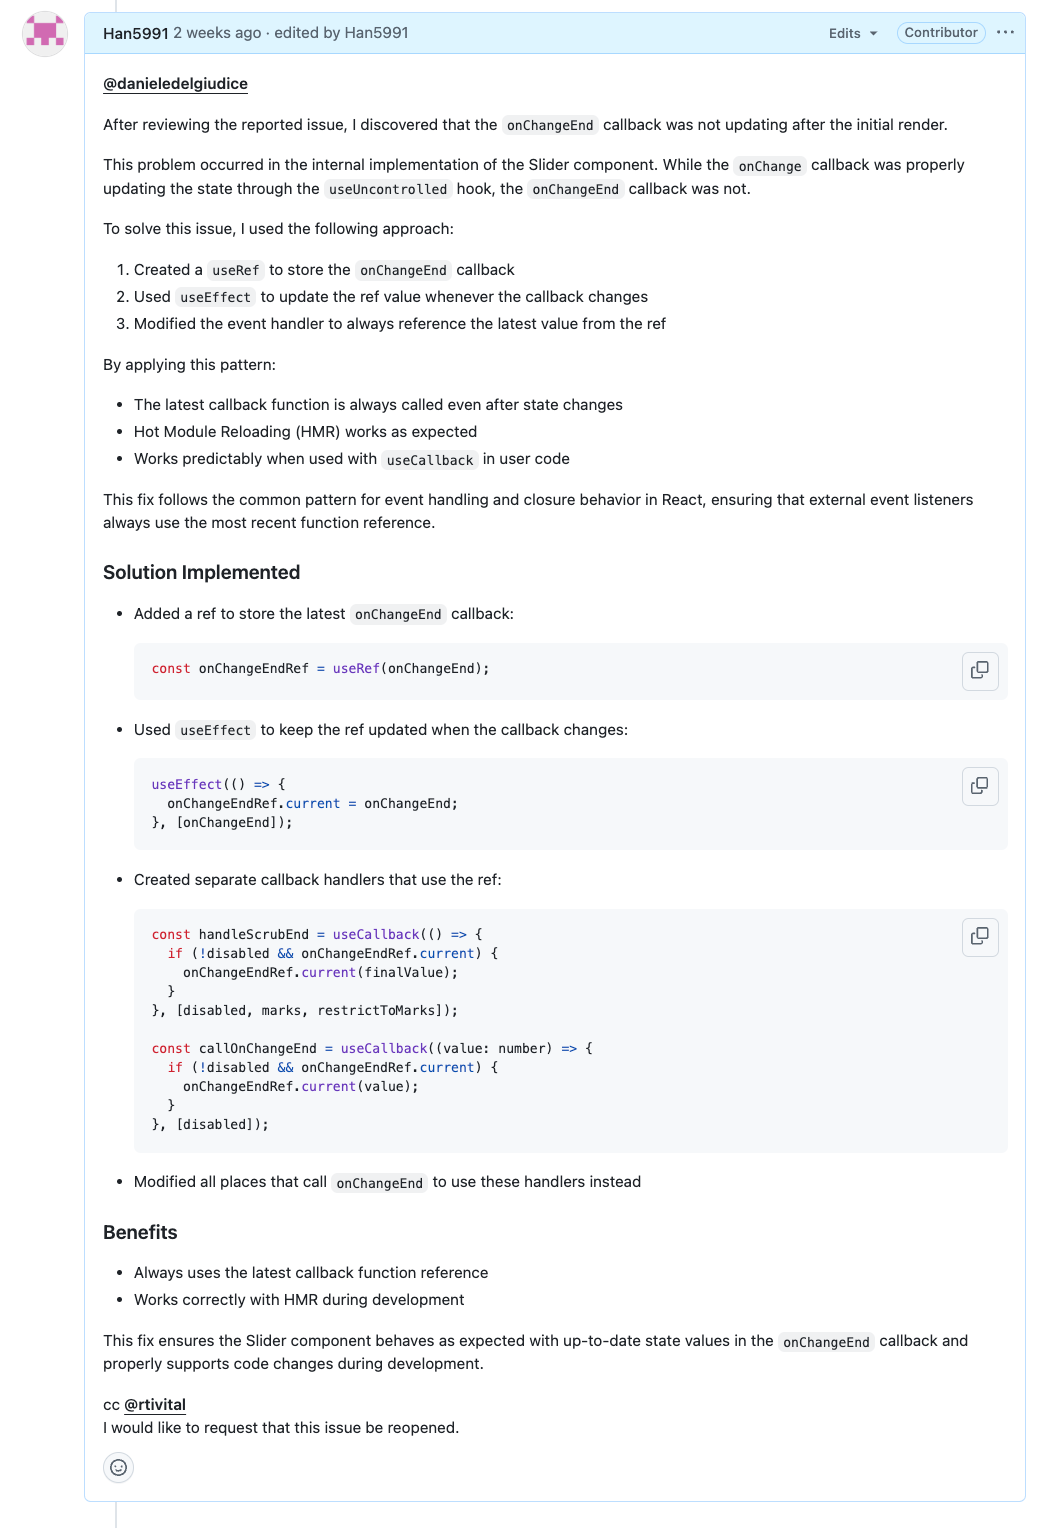 Han5991 2 weeks ago · edited by Han5991 Edits Contributor
@danieledelgiudice
After reviewing the reported issue, I discovered that the onChangeEnd callback was not updating after the initial render.
This problem occurred in the internal implementation of the Slider component. While the onChange callback was properly
updating the state through the useUncontrolled hook, the onChangeEnd callback was not.
To solve this issue, I used the following approach:
1. Created a useRef to store the onChangeEnd callback
2. Used useEffect to update the ref value whenever the callback changes
3. Modified the event handler to always reference the latest value from the ref
By applying this pattern:
• The latest callback function is always called even after state changes
• Hot Module Reloading (HMR) works as expected
• Works predictably when used with useCallback in user code
This fix follows the common pattern for event handling and closure behavior in React, ensuring that external event listeners
always use the most recent function reference.
Solution Implemented
• Added a ref to store the latest onChangeEnd callback:
const onChangeEndRef = useRef(onChangeEnd);
• Used useEffect to keep the ref updated when the callback changes:
useEffect(() => {
  onChangeEndRef.current = onChangeEnd;
}, [onChangeEnd]);
• Created separate callback handlers that use the ref:
const handleScrubEnd = useCallback(() => {
  if (!disabled && onChangeEndRef.current) {
    onChangeEndRef.current(finalValue);
  }
}, [disabled, marks, restrictToMarks]);
const callOnChangeEnd = useCallback((value: number) => {
  if (!disabled && onChangeEndRef.current) {
    onChangeEndRef.current(value);
  }
}, [disabled]);
• Modified all places that call onChangeEnd to use these handlers instead
Benefits
• Always uses the latest callback function reference
• Works correctly with HMR during development
This fix ensures the Slider component behaves as expected with up-to-date state values in the onChangeEnd callback and
properly supports code changes during development.
cc @rtivital
I would like to request that this issue be reopened.